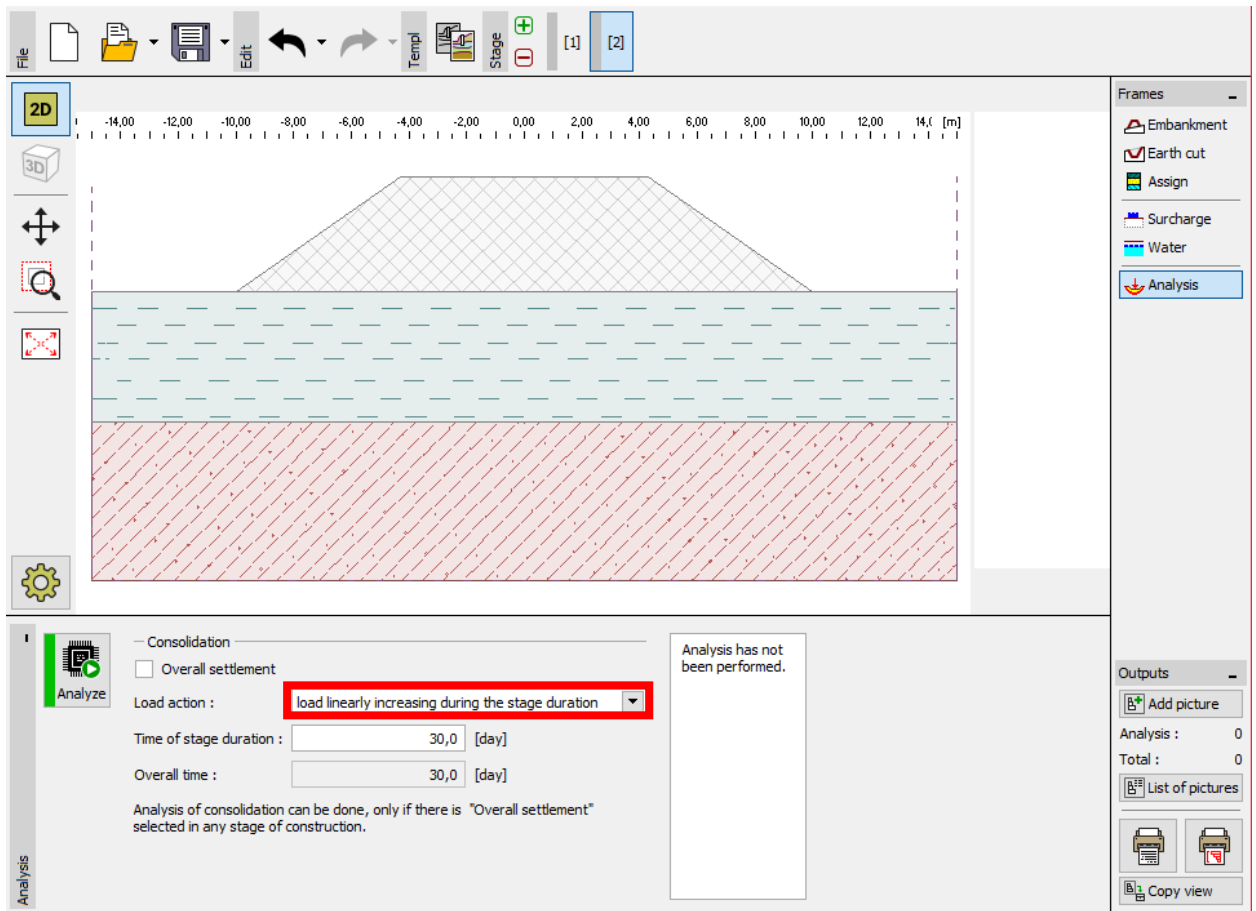 File
Edit
Templ
Stage
[1]
[2]
2D
3D
-14,00 -12,00 -10,00 -8,00 -6,00 -4,00 -2,00 0,00 2,00 4,00 6,00 8,00 10,00 12,00 14,( [m]
Frames
Embankment
Earth cut
Assign
Surcharge
Water
Analysis
Analysis
Analyze
Consolidation
Overall settlement
Load action :
load linearly increasing during the stage duration
Time of stage duration :
30,0 [day]
Overall time :
30,0 [day]
Analysis of consolidation can be done, only if there is "Overall settlement"
selected in any stage of construction.
Analysis has not
been performed.
Outputs
Add picture
Analysis : 0
Total : 0
List of pictures
Copy view